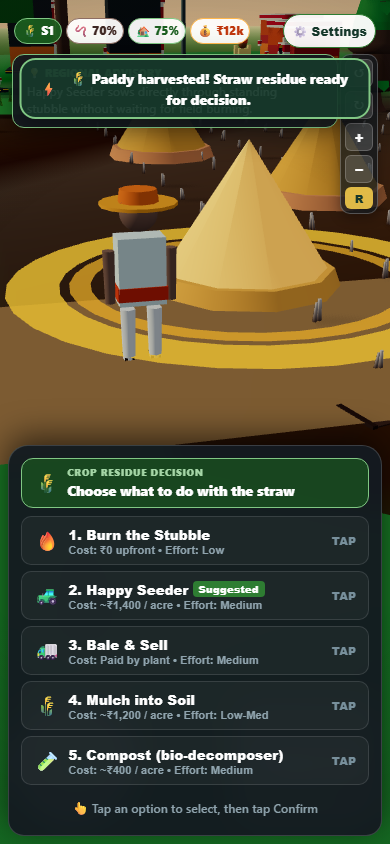 S1
70%
75%
₹12k
Settings
Paddy harvested! Straw residue ready
for decision.
+
−
R
CROP RESIDUE DECISION
Choose what to do with the straw
1. Burn the Stubble
Cost: ₹0 upfront • Effort: Low
TAP
2. Happy Seeder Suggested
Cost: ~₹1,400 / acre • Effort: Medium
TAP
3. Bale & Sell
Cost: Paid by plant • Effort: Medium
TAP
4. Mulch into Soil
Cost: ~₹1,200 / acre • Effort: Low-Med
TAP
5. Compost (bio-decomposer)
Cost: ~₹400 / acre • Effort: Medium
TAP
Tap an option to select, then tap Confirm